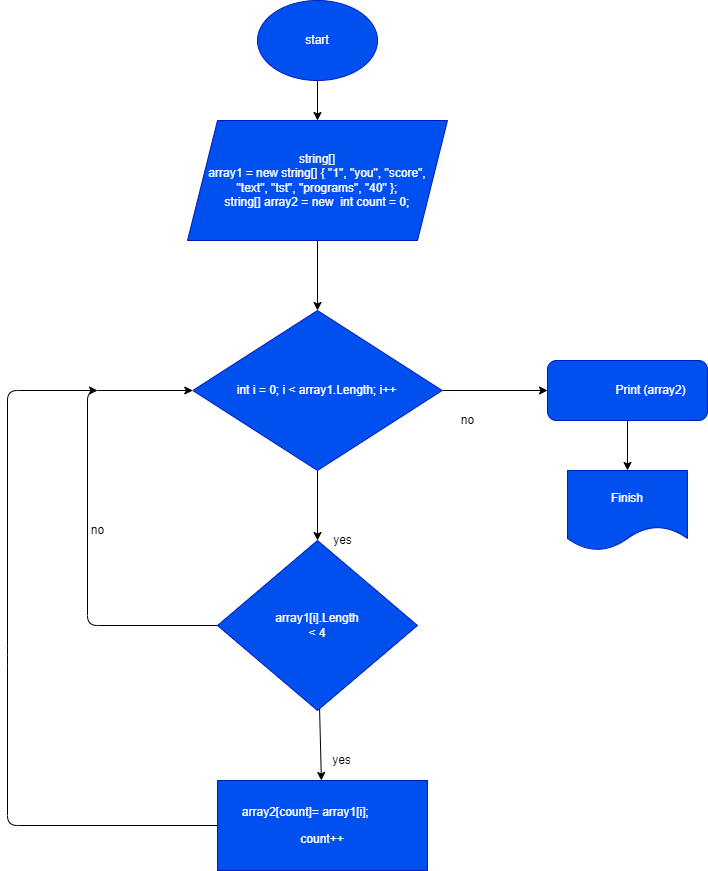 start
string[]
array1 = new string[] { "1", "you", "score",
"text", "tst", "programs", "40" };
string[] array2 = new  int count = 0;
int i = 0; i < array1.Length; i++
no
Print (array2)
Finish
yes
no
array1[i].Length
< 4
yes
array2[count]= array1[i];
count++